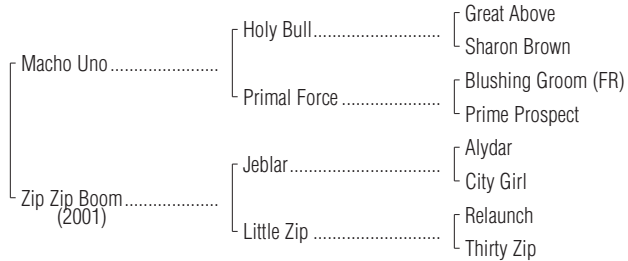 Great Above
Holy Bull
Sharon Brown
Macho Uno
Blushing Groom (FR)
Primal Force
Prime Prospect
Alydar
Jeblar
City Girl
Zip Zip Boom
(2001)
Relaunch
Little Zip
Thirty Zip